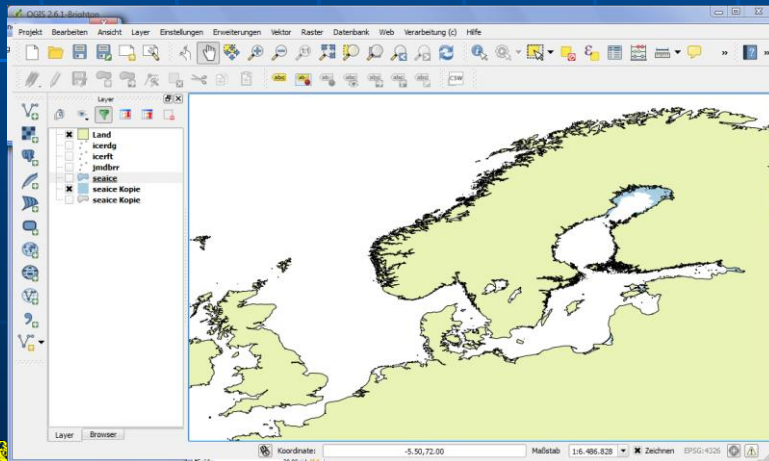 QGIS 2.6.1-Brighton
Projekt Bearbeiten Ansicht Layer Einstellungen Erweiterungen Vektor Raster Datenbank Web Verarbeitung (c) Hilfe
abc
CSW
Layer
Land
icerdg
icerft
jmdbrr
seaice
seaice Kopie
seaice Kopie
Layer Browser
Koordinate: -5.50,72.00 Maßstab 1:6.486.828 Zeichnen EPSG:4326